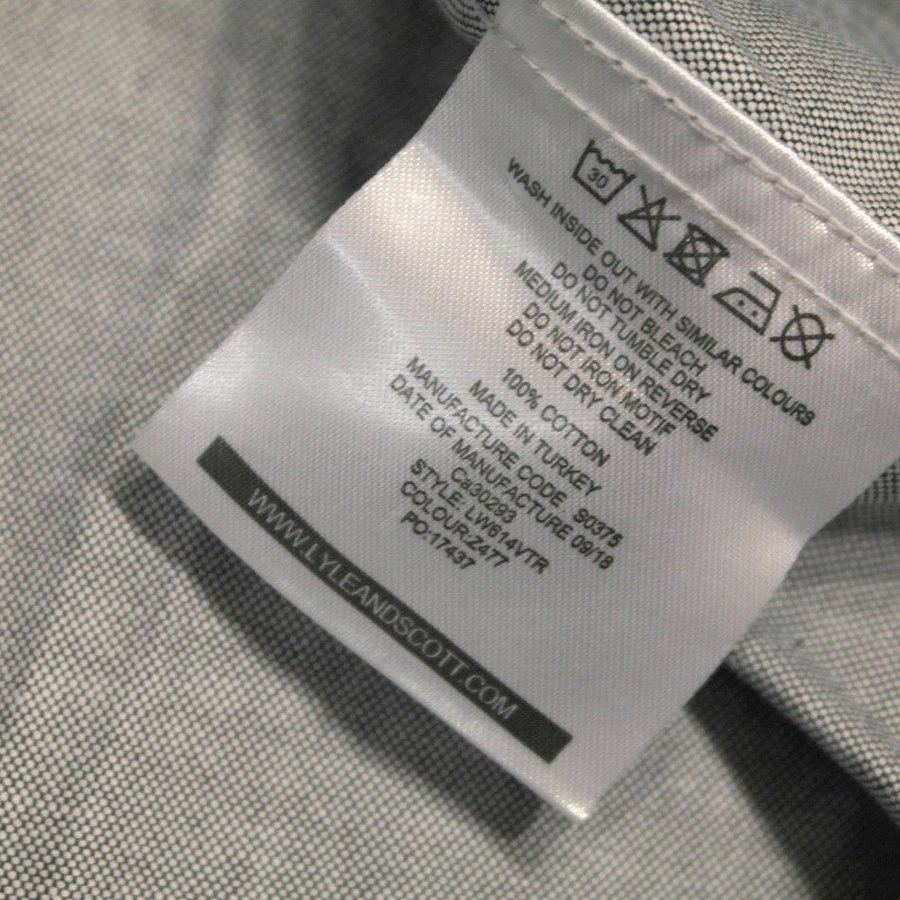 30
WASH INSIDE OUT WITH SIMILAR COLOURS
DO NOT BLEACH
DO NOT TUMBLE DRY
MEDIUM IRON ON REVERSE
DO NOT IRON MOTIF
DO NOT DRY CLEAN
100% COTTON
MADE IN TURKEY
MANUFACTURE CODE S0375
DATE OF MANUFACTURE 09/18
Ca30293
STYLE: LW614VTR
COLOUR:Z477
PO:17437
WWW.LYLEANDSCOTT.COM